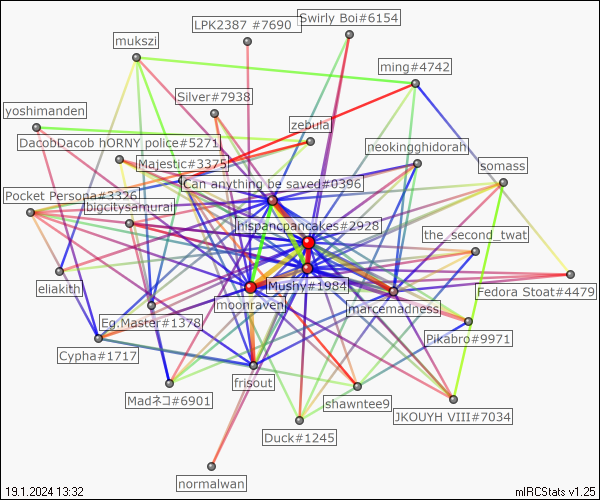 LPK2387 #7690
Swirly Boi#6154
mukszi
ming#4742
Silver#7938
yoshimanden
zebula
DacobDacob hORNY police#5271
neokingghidorah
Majestic#3375
somass
Can anything be saved#0396
Pocket Persona#3326
bigcitysamurai
hispancpancakes#2928
the_second_twat
eliakith
Mushy#1984
Fedora Stoat#4479
moonraven
marcemadness
Eg.Master#1378
Pikabro#9971
Cypha#1717
frisout
Madネコ#6901
shawntee9
JKOUYH VIII#7034
Duck#1245
normalwan
19.1.2024 13:32
mIRCStats v1.25